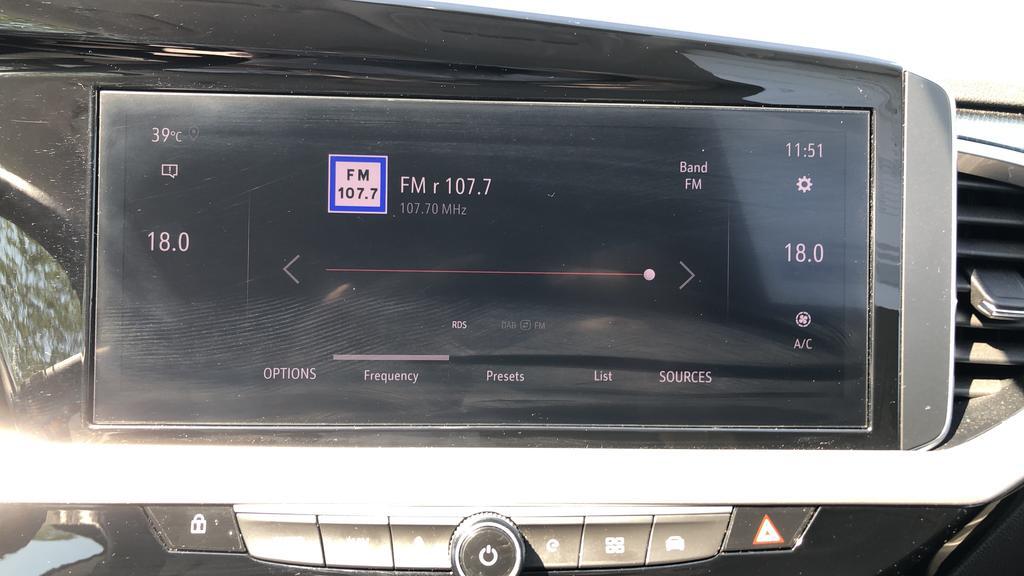 39°C
11:51
FM
107.7
FM r 107.7
107.70 MHz
Band
FM
18.0
18.0
RDS
DAB FM
A/C
OPTIONS
Frequency
Presets
List
SOURCES